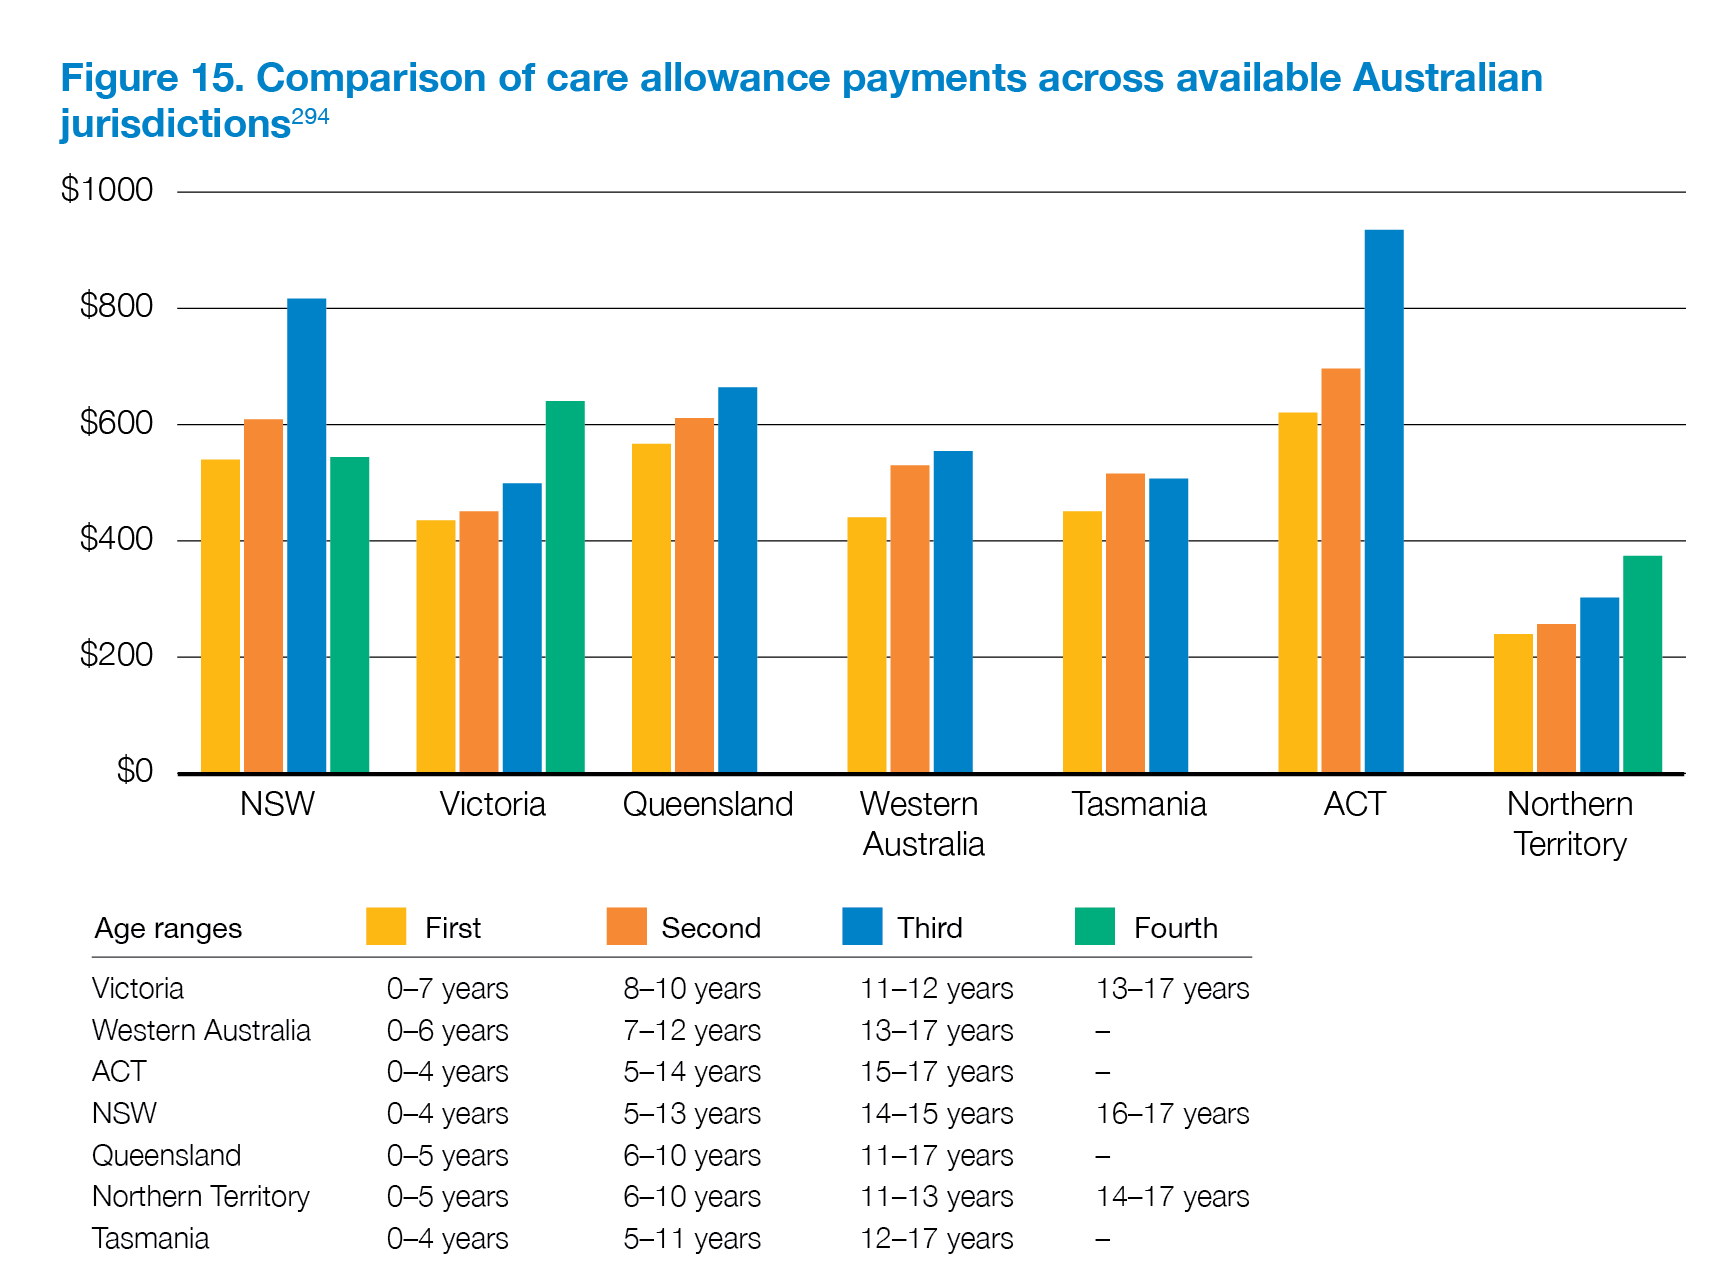 Figure 15. Comparison of care allowance payments across available Australian
jurisdictions294
$1000
$800
$600
$400
$200
$0
NSW Victoria Queensland Western Australia Tasmania ACT Northern Territory
Age ranges First Second Third Fourth
Victoria 0–7 years 8–10 years 11–12 years 13–17 years
Western Australia 0–6 years 7–12 years 13–17 years –
ACT 0–4 years 5–14 years 15–17 years –
NSW 0–4 years 5–13 years 14–15 years 16–17 years
Queensland 0–5 years 6–10 years 11–17 years –
Northern Territory 0–5 years 6–10 years 11–13 years 14–17 years
Tasmania 0–4 years 5–11 years 12–17 years –